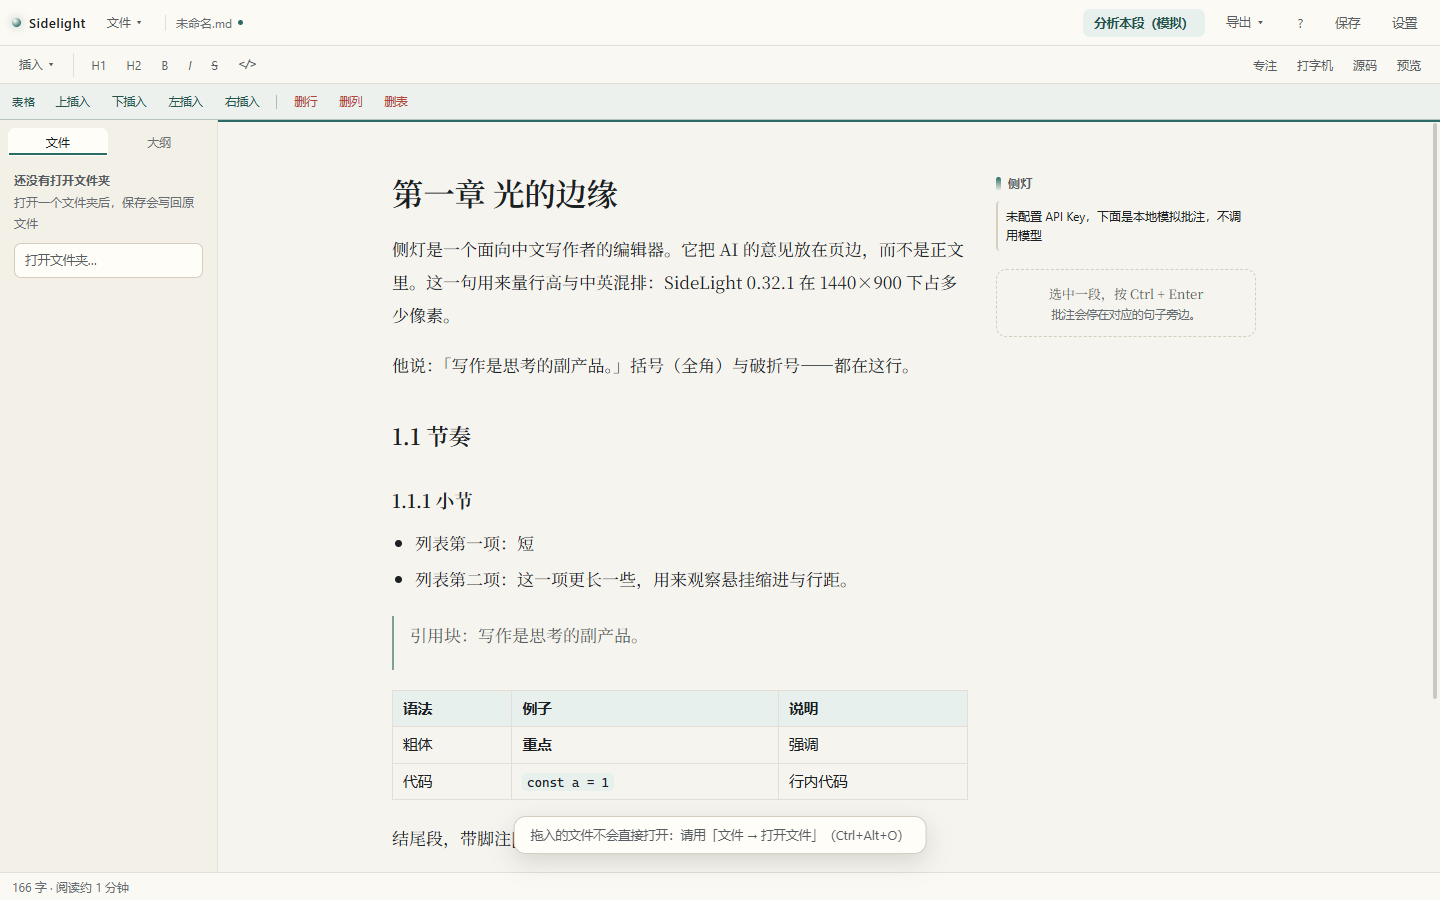 Sidelight 文件 未命名.md 分析本段（模拟） 导出 ? 保存 设置
插入 H1 H2 B I S </> 专注 打字机 源码 预览
表格 上插入 下插入 左插入 右插入 删行 删列 删表
文件 大纲
还没有打开文件夹
打开一个文件夹后，保存会写回原
文件
打开文件夹...
第一章 光的边缘
侧灯是一个面向中文写作者的编辑器。它把 AI 的意见放在页边，而不是正文
里。这一句用来量行高与中英混排：SideLight 0.32.1 在 1440×900 下占多
少像素。
他说：「写作是思考的副产品。」括号（全角）与破折号——都在这行。
1.1 节奏
1.1.1 小节
列表第一项：短
列表第二项：这一项更长一些，用来观察悬挂缩进与行距。
引用块：写作是思考的副产品。
语法 例子 说明
粗体 重点 强调
代码 const a = 1 行内代码
结尾段，带脚注
侧灯
未配置 API Key，下面是本地模拟批注，不调
用模型
选中一段，按 Ctrl + Enter
批注会停在对应的句子旁边。
拖入的文件不会直接打开：请用「文件 → 打开文件」（Ctrl+Alt+O）
166 字 · 阅读约 1 分钟